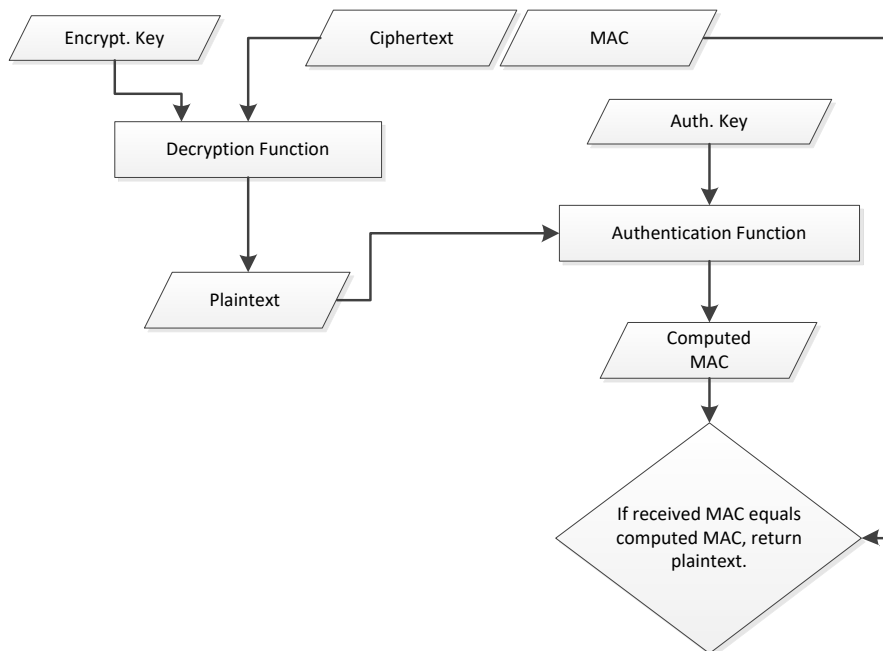 Encrypt. Key
Ciphertext
MAC
Auth. Key
Decryption Function
Authentication Function
Plaintext
Computed
MAC
If received MAC equals
computed MAC, return
plaintext.